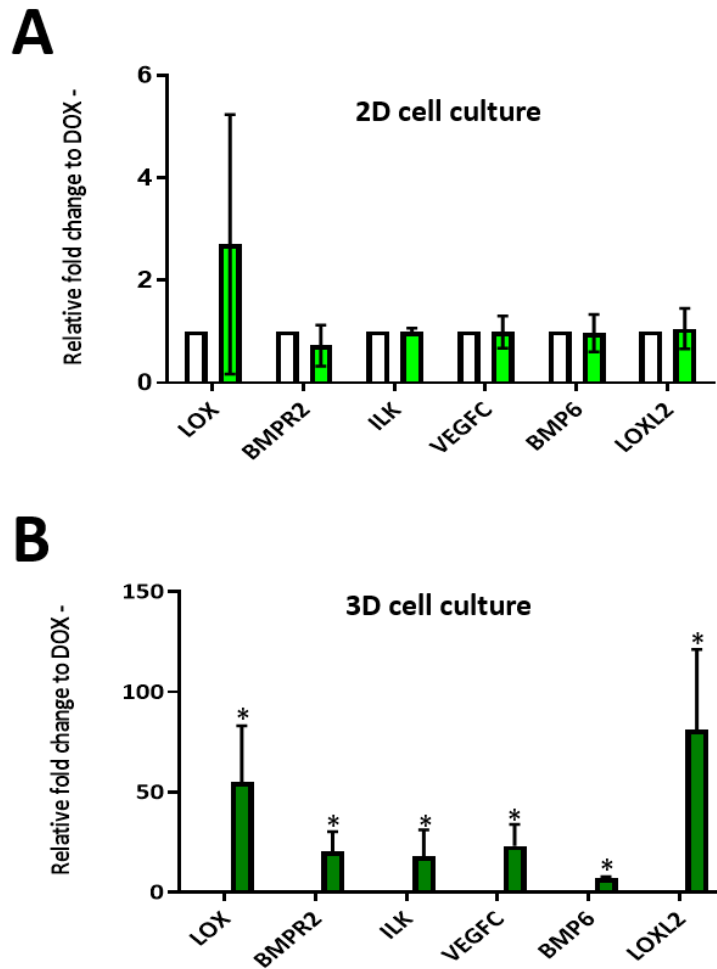 A
Relative fold change to DOX -
2D cell culture
6
4
2
0
LOX
BMPR2
ILK
VEGFC
BMP6
LOXL2
B
Relative fold change to DOX -
3D cell culture
150
100
50
0
*
*
*
*
*
*
LOX
BMPR2
ILK
VEGFC
BMP6
LOXL2